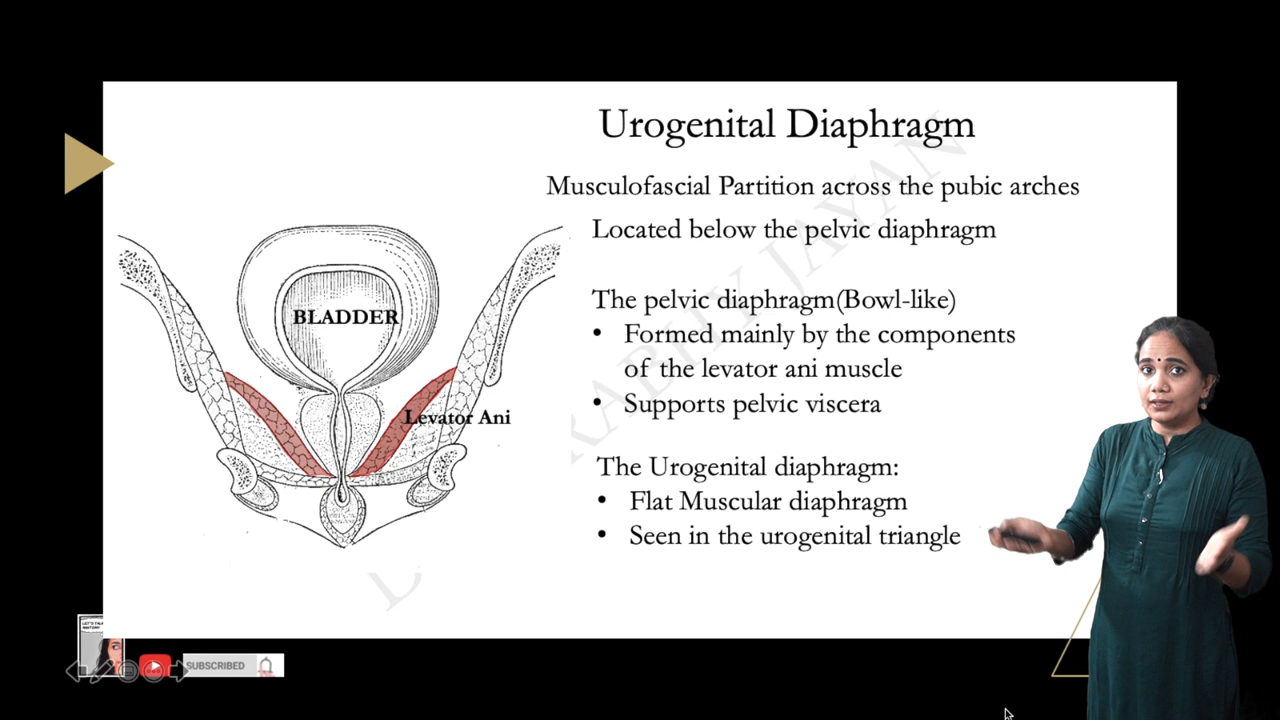 Urogenital Diaphragm
Musculofascial Partition across the pubic arches
Located below the pelvic diaphragm
The pelvic diaphragm(Bowl-like)
• Formed mainly by the components
of the levator ani muscle
• Supports pelvic viscera
The Urogenital diaphragm:
• Flat Muscular diaphragm
• Seen in the urogenital triangle
BLADDER
Levator Ani
SUBSCRIBED